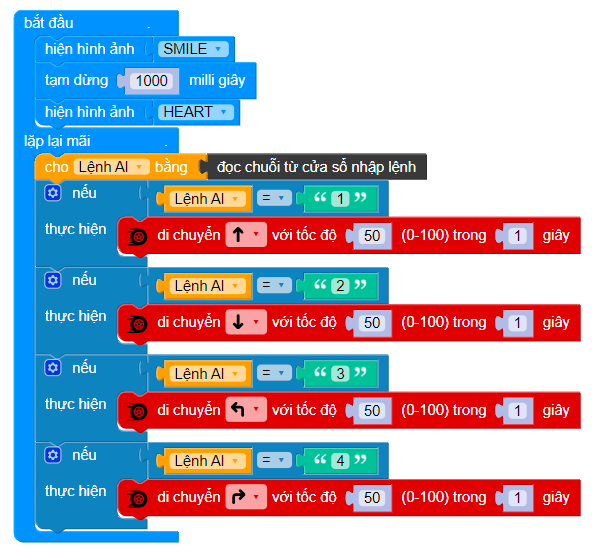 bắt đầu .
hiện hình ảnh SMILE
tạm dừng 1000 milli giây
hiện hình ảnh HEART
lặp lại mãi .
cho Lệnh AI bằng đọc chuỗi từ cửa sổ nhập lệnh
nếu Lệnh AI = “ 1 ”
thực hiện di chuyển ↑ với tốc độ 50 (0-100) trong 1 giây
nếu Lệnh AI = “ 2 ”
thực hiện di chuyển ↓ với tốc độ 50 (0-100) trong 1 giây
nếu Lệnh AI = “ 3 ”
thực hiện di chuyển ↰ với tốc độ 50 (0-100) trong 1 giây
nếu Lệnh AI = “ 4 ”
thực hiện di chuyển ↱ với tốc độ 50 (0-100) trong 1 giây